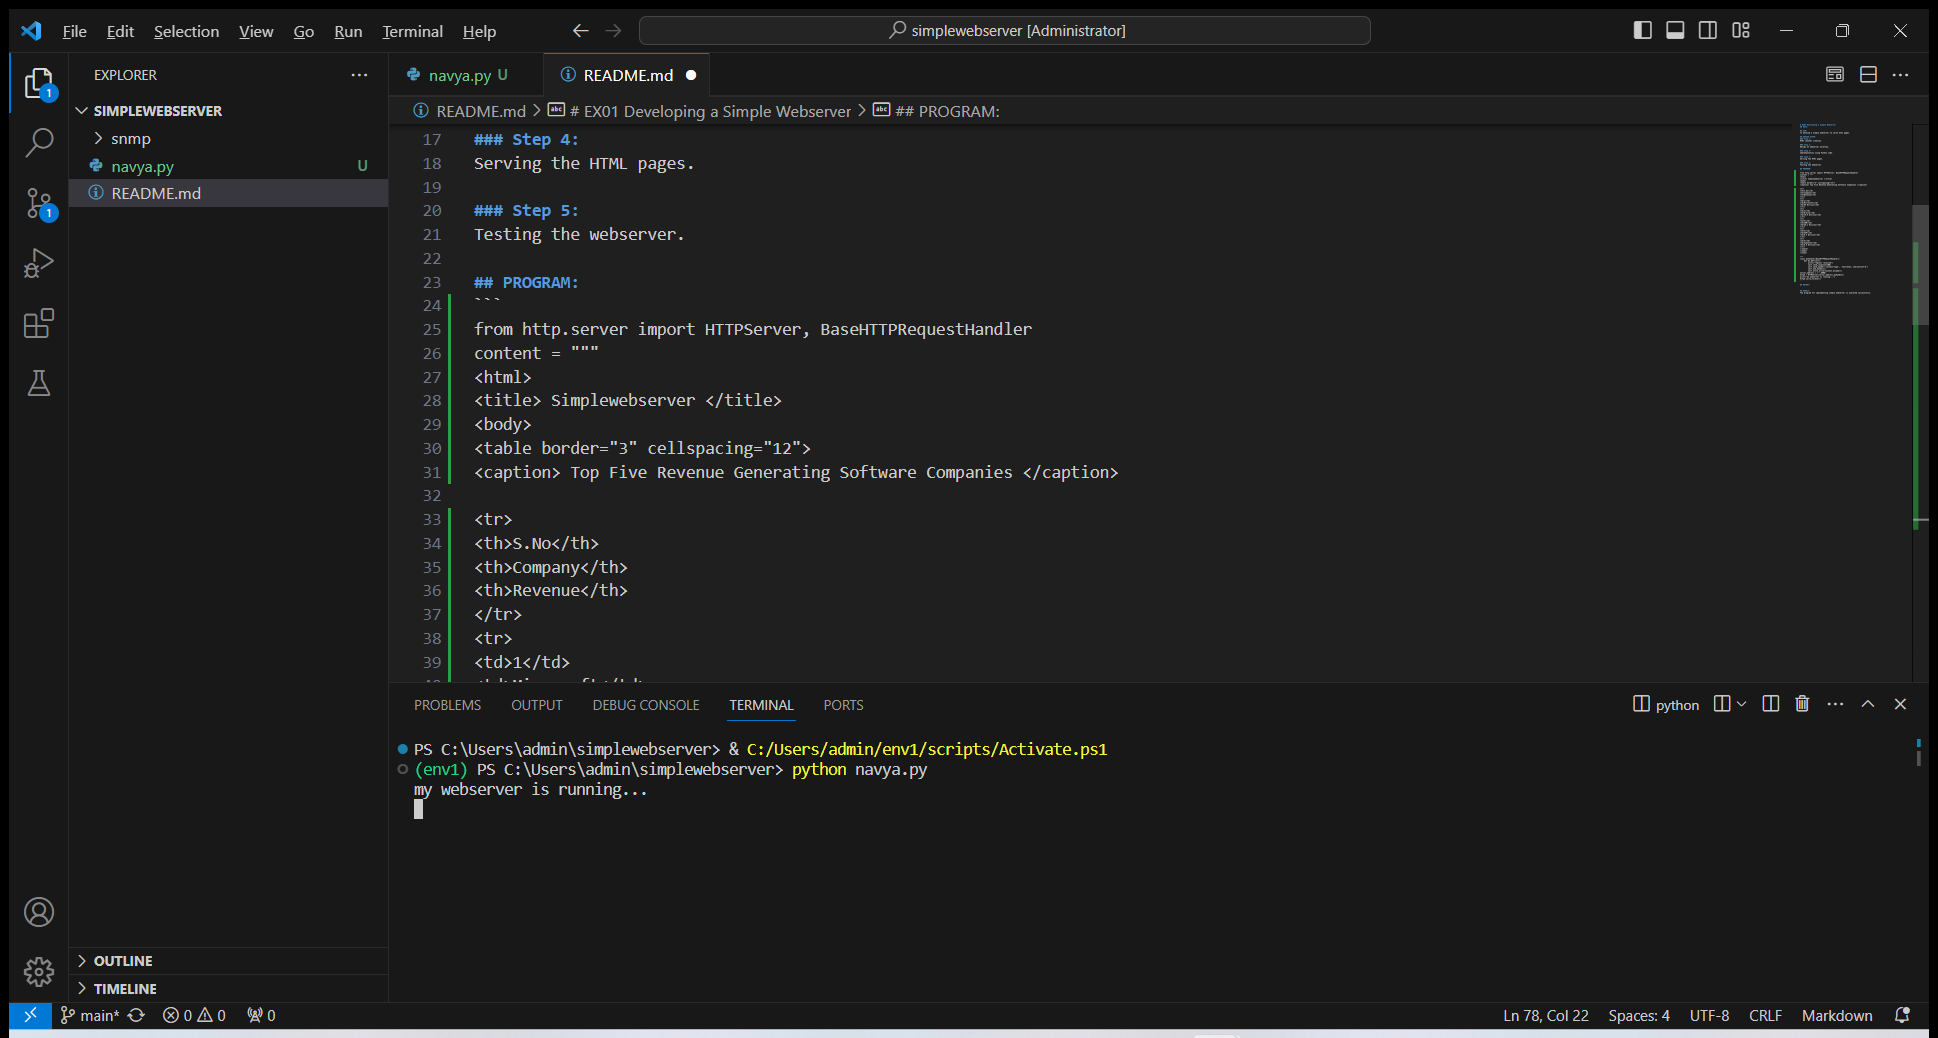 File Edit Selection View Go Run Terminal Help
simplewebserver [Administrator]
EXPLORER
navya.py U
README.md
1
SIMPLEWEBSERVER
snmp
navya.py U
README.md
1
README.md > # EX01 Developing a Simple Webserver > ## PROGRAM:
17 ### Step 4:
18 Serving the HTML pages.
19
20 ### Step 5:
21 Testing the webserver.
22
23 ## PROGRAM:
24 ```
25 from http.server import HTTPServer, BaseHTTPRequestHandler
26 content = """
27 <html>
28 <title> Simplewebserver </title>
29 <body>
30 <table border="3" cellspacing="12">
31 <caption> Top Five Revenue Generating Software Companies </caption>
32
33 <tr>
34 <th>S.No</th>
35 <th>Company</th>
36 <th>Revenue</th>
37 </tr>
38 <tr>
39 <td>1</td>
PROBLEMS OUTPUT DEBUG CONSOLE TERMINAL PORTS
python
PS C:\Users\admin\simplewebserver> & C:/Users/admin/env1/scripts/Activate.ps1
(env1) PS C:\Users\admin\simplewebserver> python navya.py
my webserver is running...
OUTLINE
TIMELINE
main* 0 0 0
Ln 78, Col 22 Spaces: 4 UTF-8 CRLF Markdown